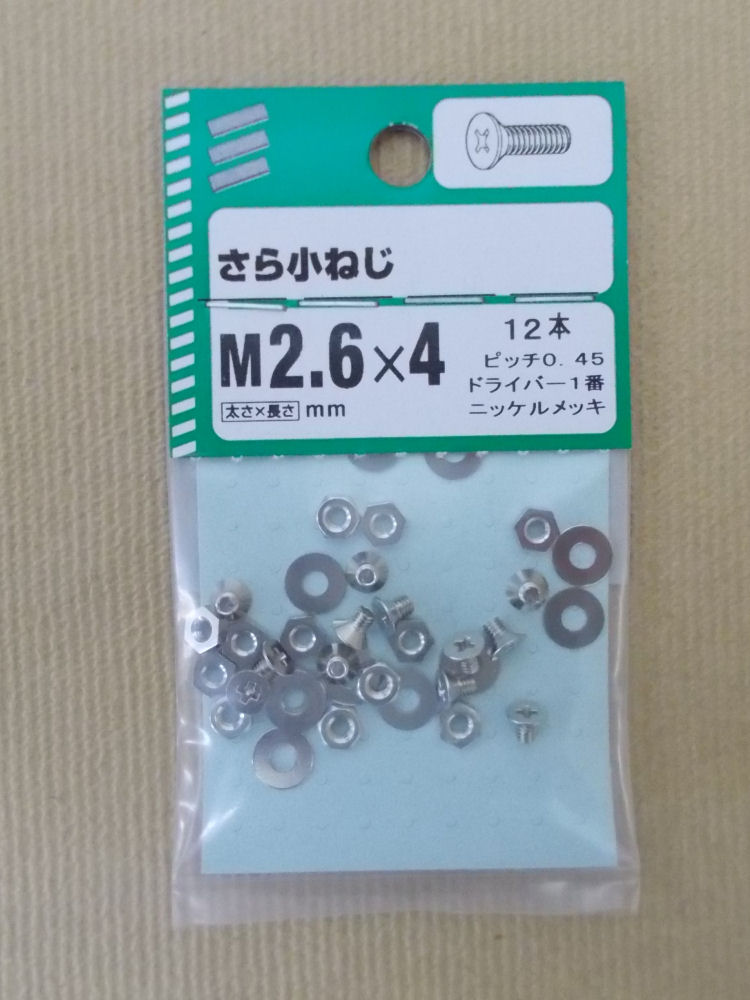 さら小ねじ
M2.6×4
太さ×長さ mm
12本
ピッチ0.45
ドライバー1番
ニッケルメッキ